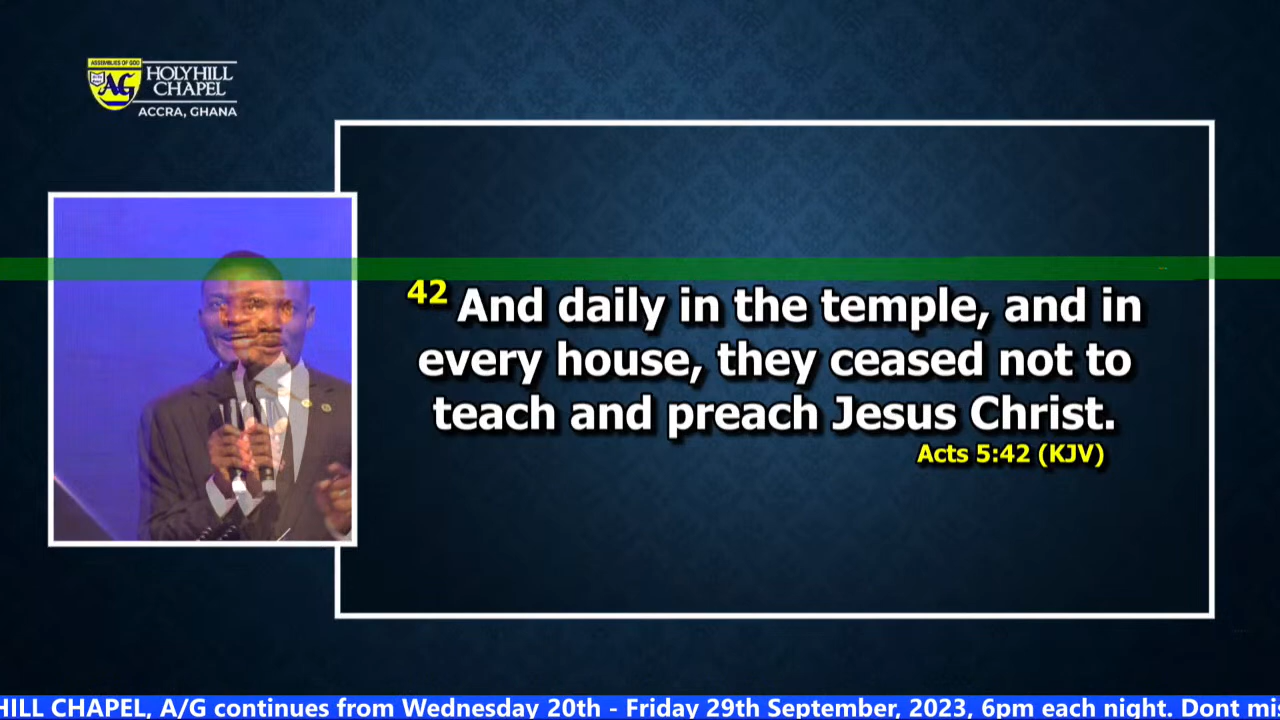 ASSEMBLIES OF GOD
AG
HOLYHILL
CHAPEL
ACCRA, GHANA
42 And daily in the temple, and in
every house, they ceased not to
teach and preach Jesus Christ.
Acts 5:42 (KJV)
HILL CHAPEL, A/G continues from Wednesday 20th - Friday 29th September, 2023, 6pm each night. Dont mis